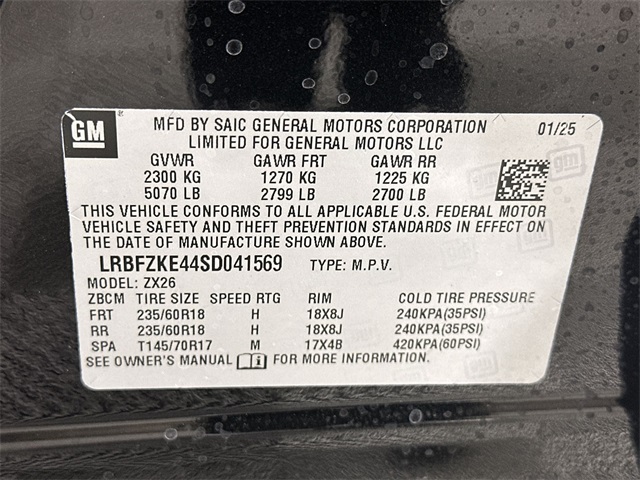 GM ® MFD BY SAIC GENERAL MOTORS CORPORATION 01/25
LIMITED FOR GENERAL MOTORS LLC
GVWR GAWR FRT GAWR RR
2300 KG 1270 KG 1225 KG
5070 LB 2799 LB 2700 LB
THIS VEHICLE CONFORMS TO ALL APPLICABLE U.S. FEDERAL MOTOR
VEHICLE SAFETY AND THEFT PREVENTION STANDARDS IN EFFECT ON
THE DATE OF MANUFACTURE SHOWN ABOVE.
LRBFZKE44SD041569 TYPE: M.P.V.
MODEL: ZX26
ZBCM TIRE SIZE SPEED RTG RIM COLD TIRE PRESSURE
FRT 235/60R18 H 18X8J 240KPA(35PSI)
RR 235/60R18 H 18X8J 240KPA(35PSI)
SPA T145/70R17 M 17X4B 420KPA(60PSI)
SEE OWNER'S MANUAL i FOR MORE INFORMATION.